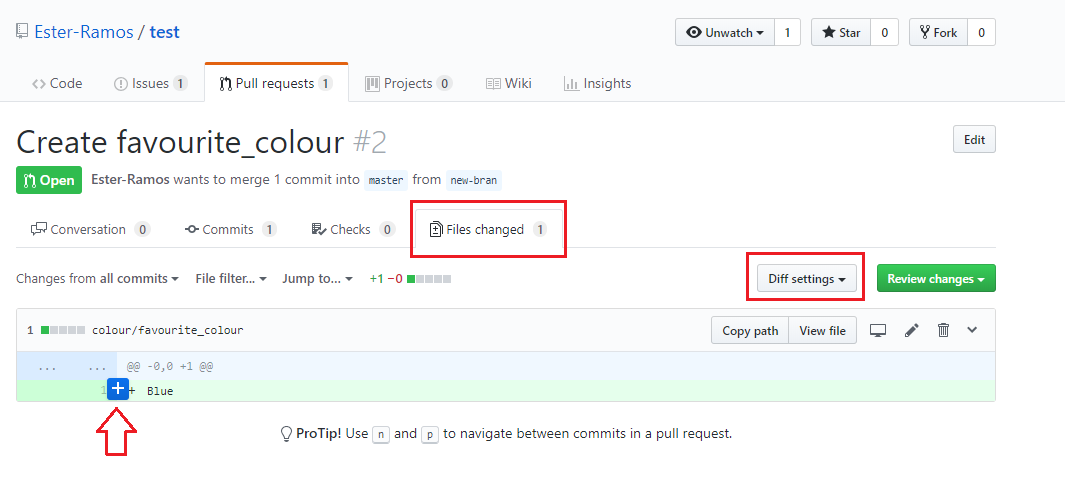 Ester-Ramos / test
Unwatch 1 Star 0 Fork 0
Code Issues 1 Pull requests 1 Projects 0 Wiki Insights
Create favourite_colour #2
Edit
Open Ester-Ramos wants to merge 1 commit into master from new-bran
Conversation 0 Commits 1 Checks 0 Files changed 1
Changes from all commits File filter... Jump to... +1 −0 Diff settings Review changes
1 colour/favourite_colour Copy path View file
... ... @@ -0,0 +1 @@
1 + Blue
ProTip! Use n and p to navigate between commits in a pull request.